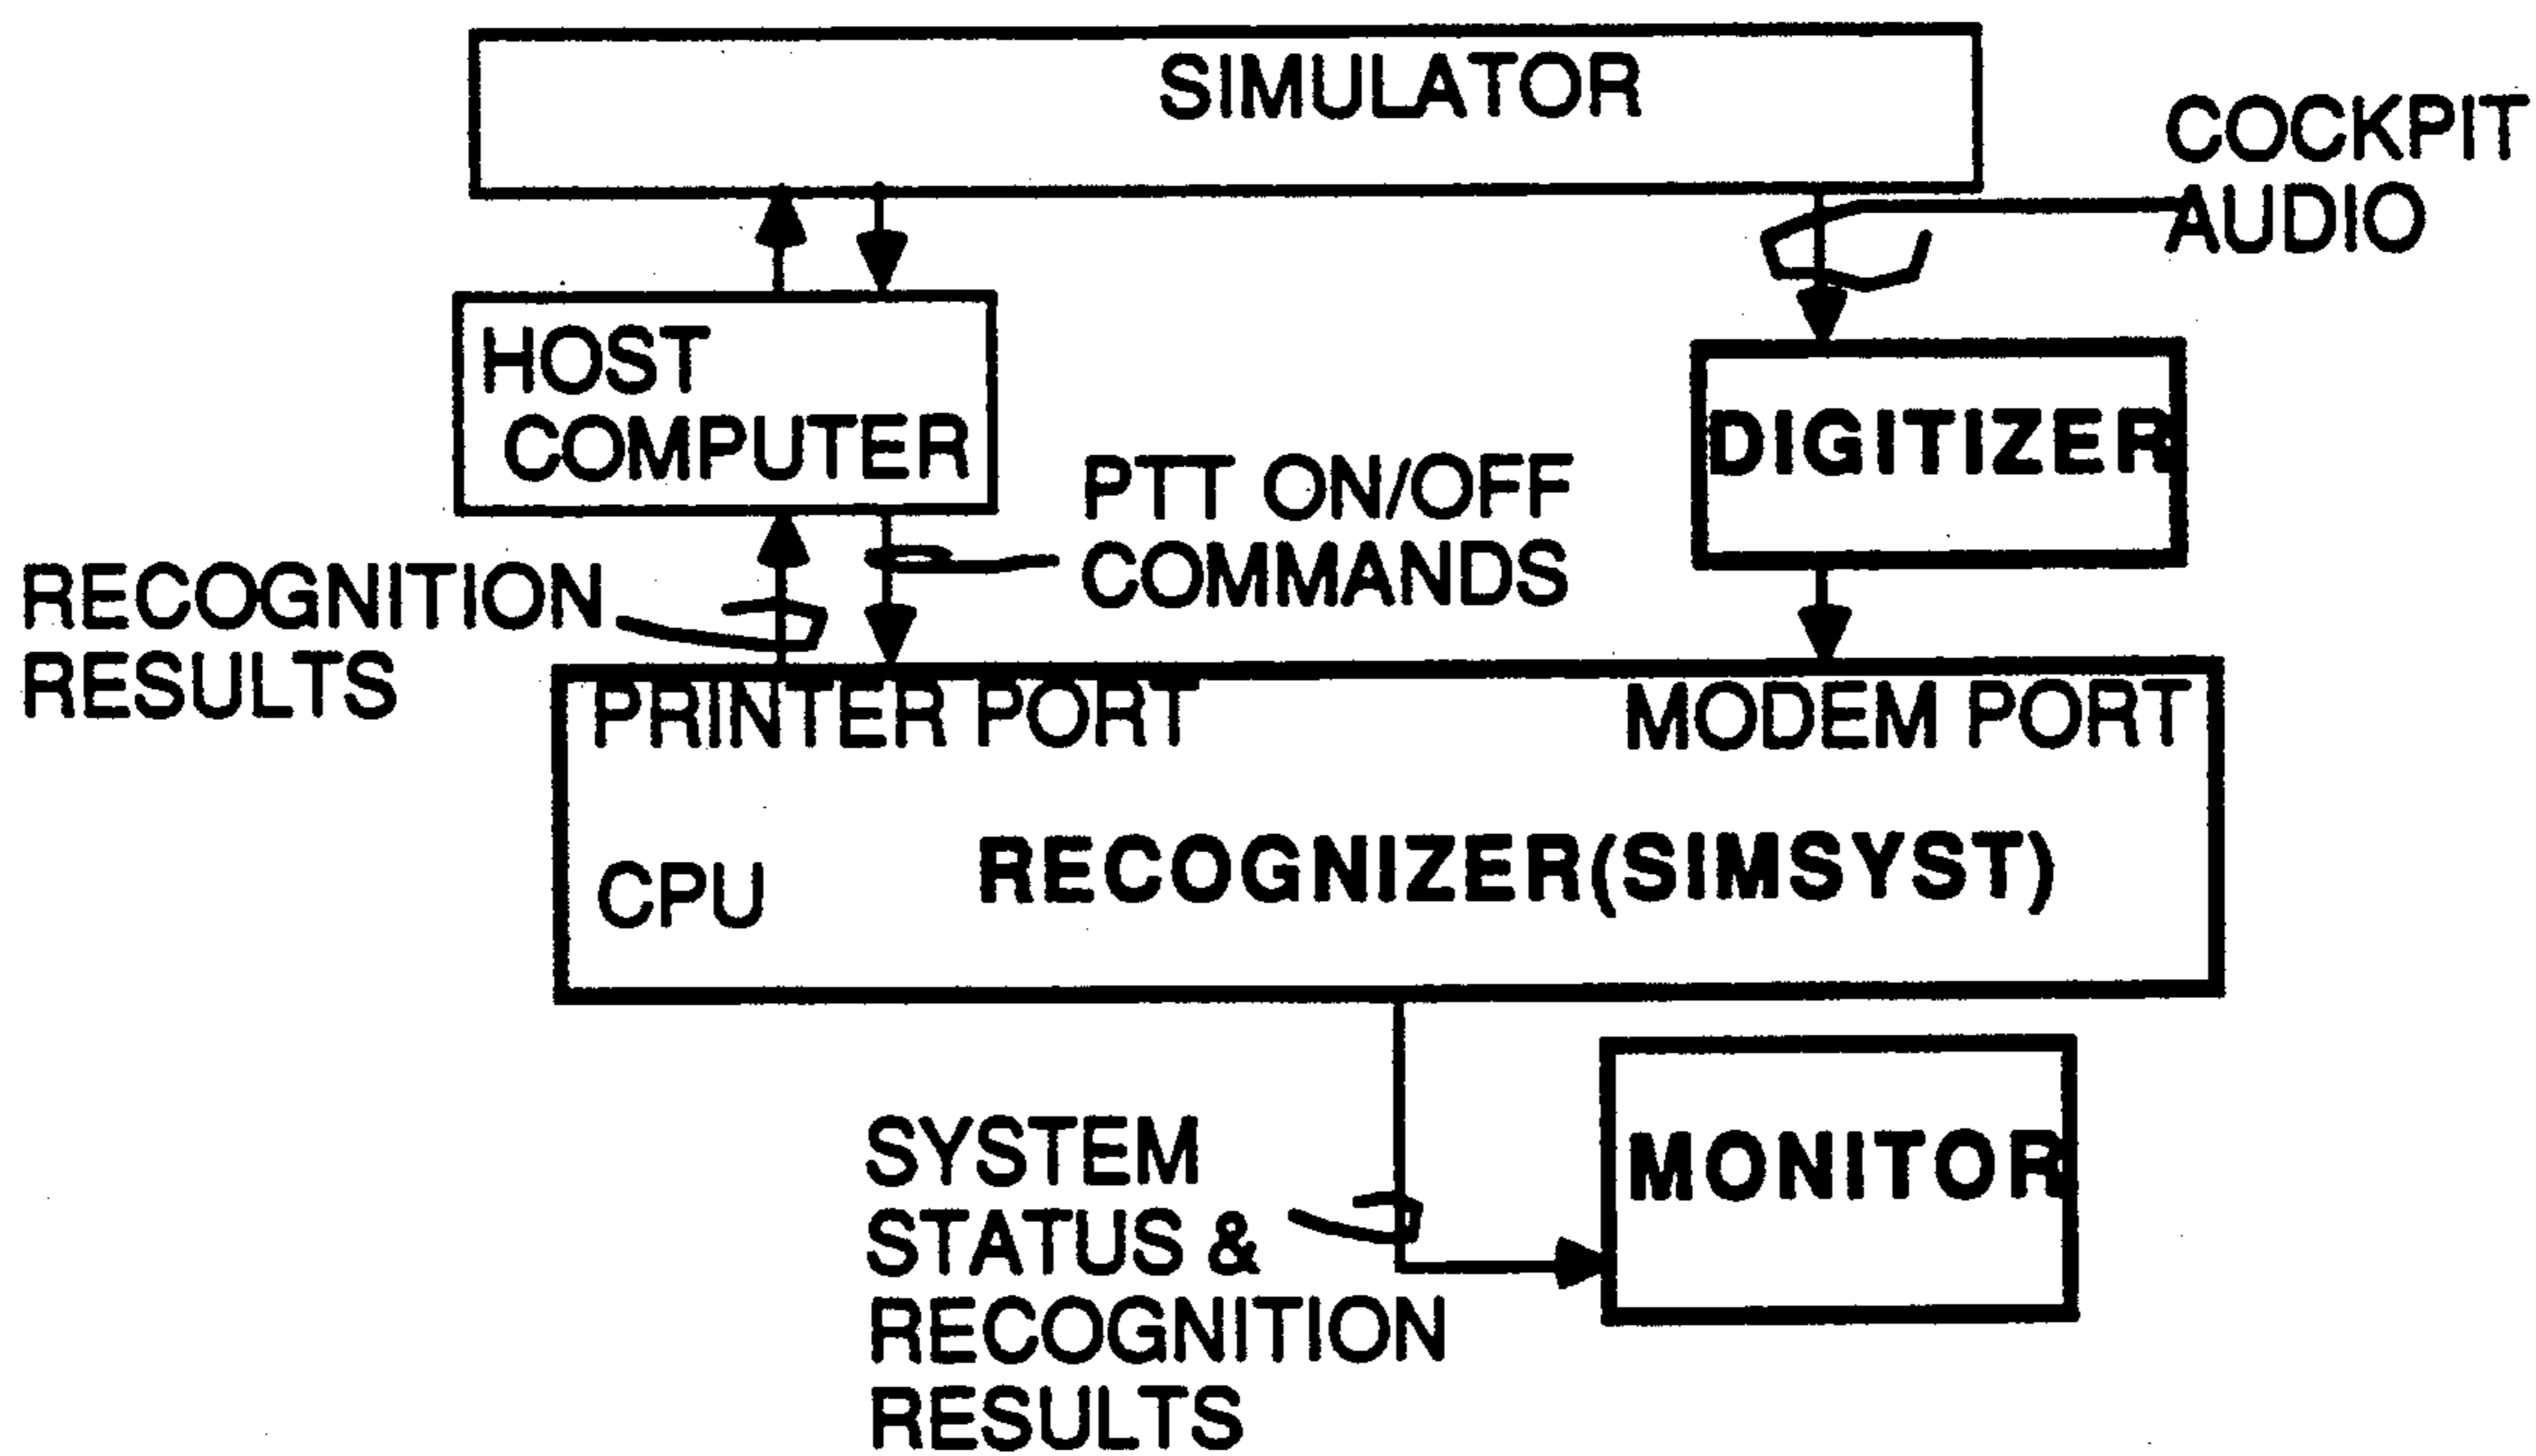 SIMULATOR
COCKPIT
AUDIO
HOST
COMPUTER
DIGITIZER
PTT ON/OFF
COMMANDS
RECOGNITION
RESULTS
PRINTER PORT
MODEM PORT
CPU
RECOGNIZER(SIMSYST)
SYSTEM
STATUS &
RECOGNITION
RESULTS
MONITOR